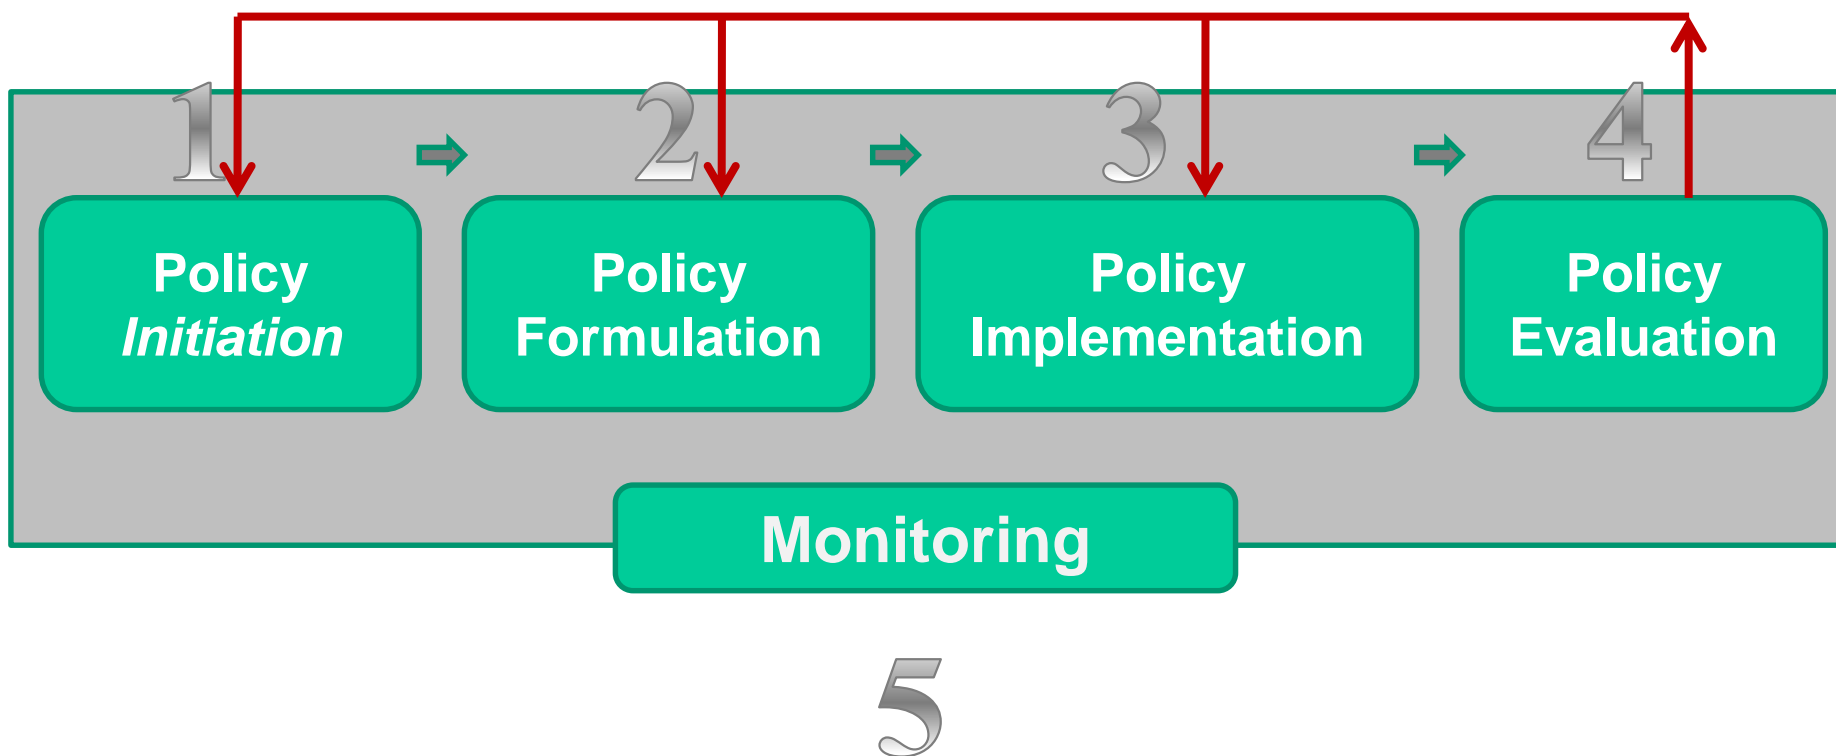 1
2
3
4
Policy
Initiation
Policy
Formulation
Policy
Implementation
Policy
Evaluation
Monitoring
5